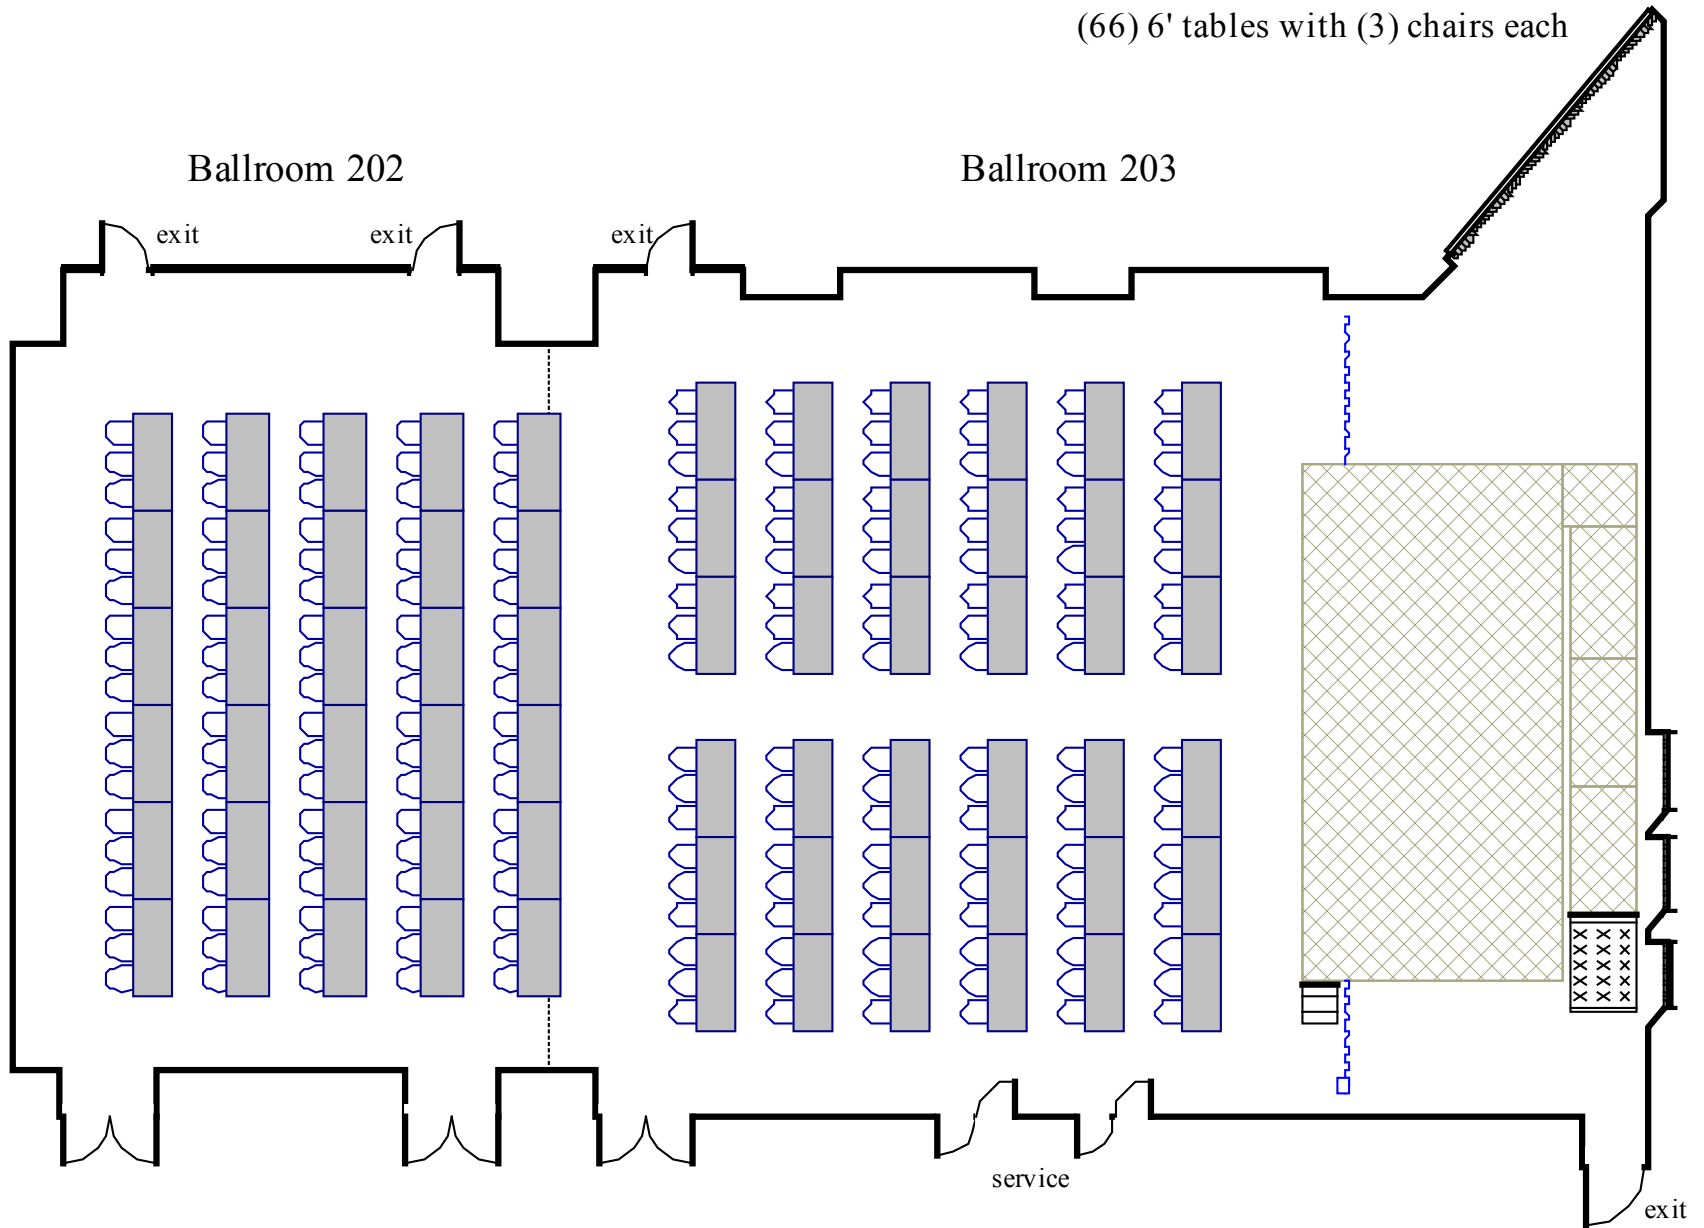 (66) 6' tables with (3) chairs each
Ballroom 202
Ballroom 203
exit
exit
exit
service
exit